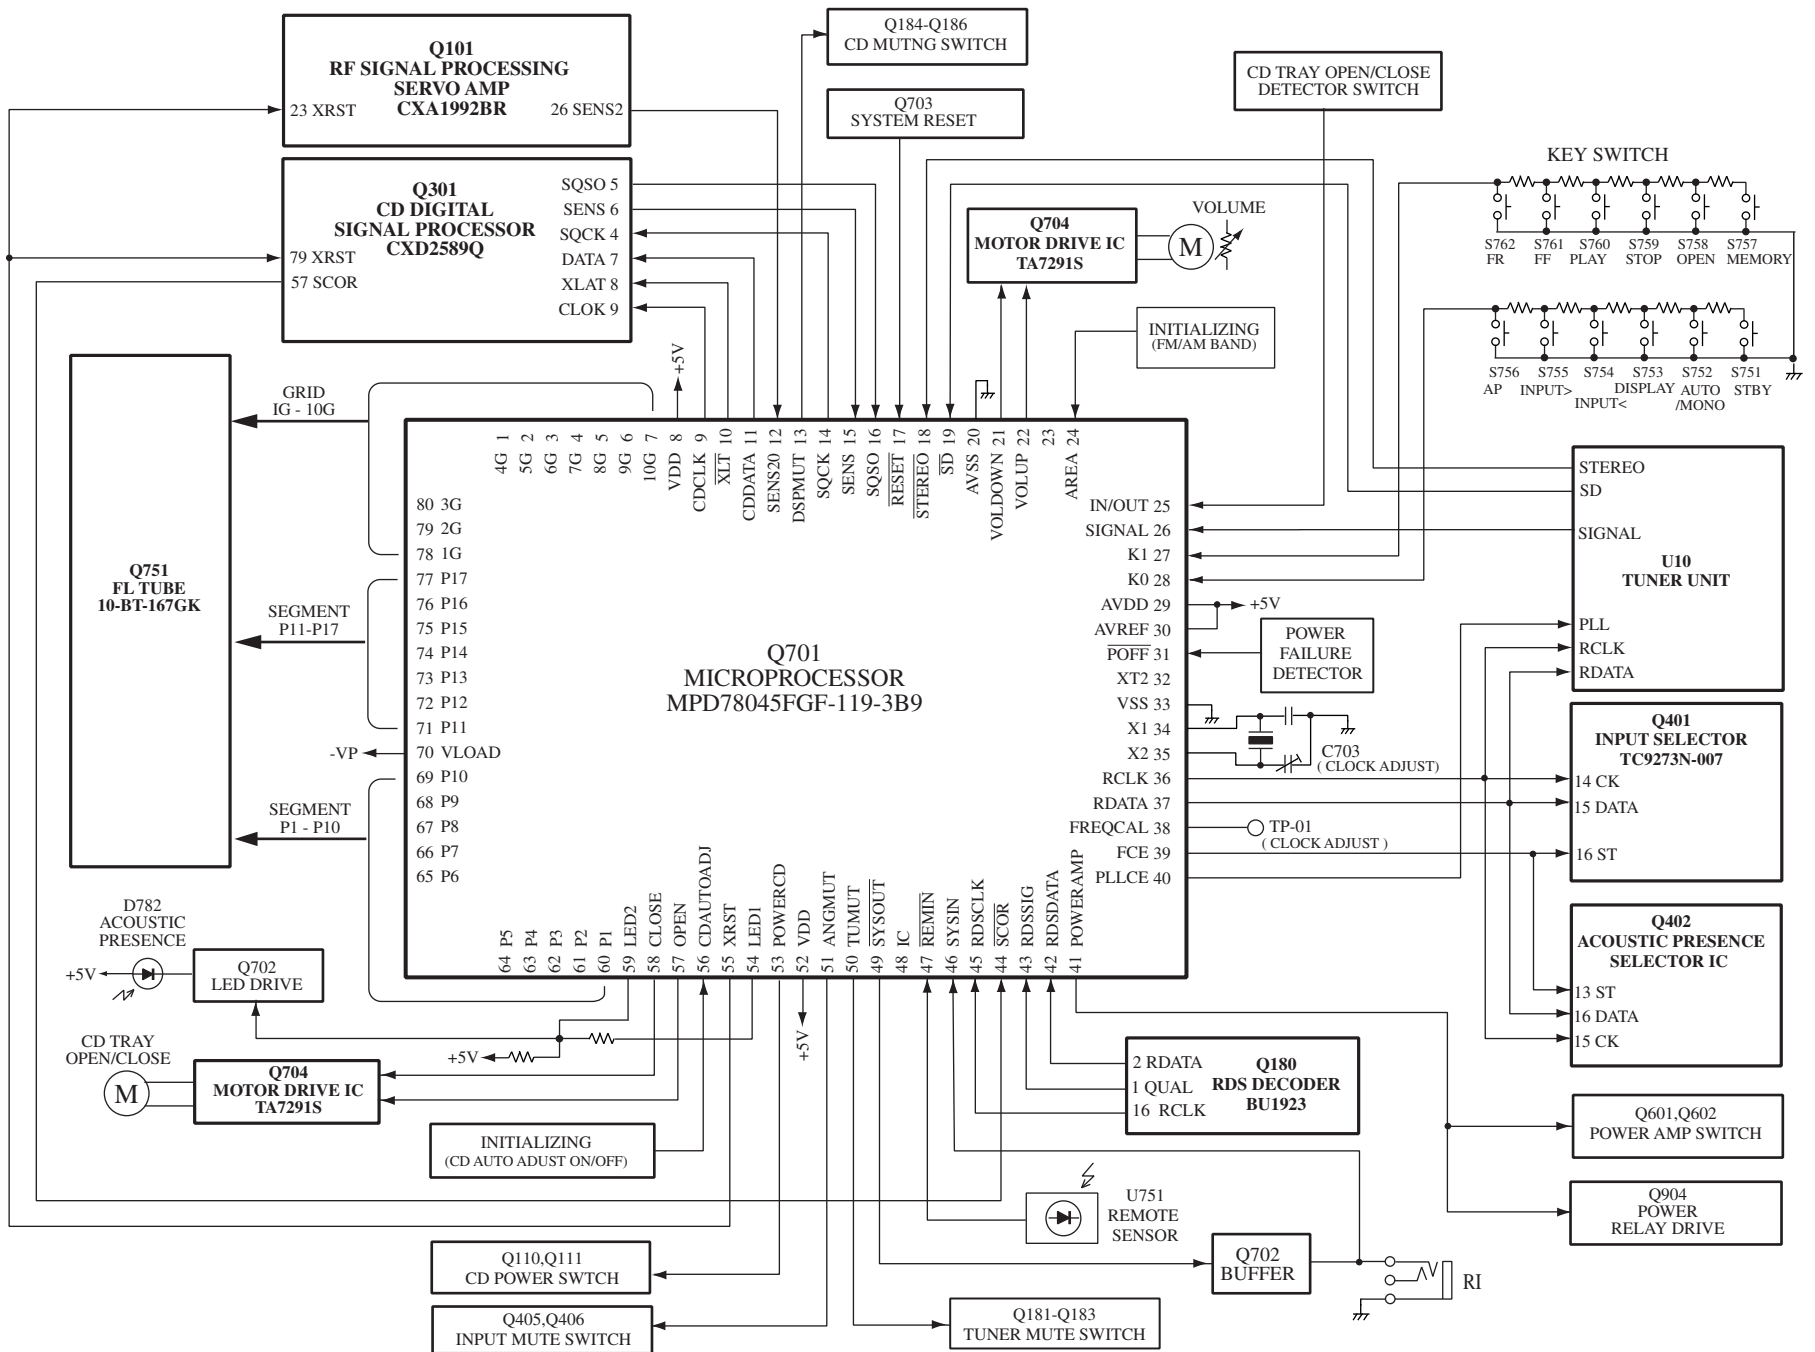 Q101
RF SIGNAL PROCESSING
SERVO AMP
CXA1992BR
23 XRST
26 SENS2
Q184-Q186
CD MUTNG SWITCH
Q703
SYSTEM RESET
CD TRAY OPEN/CLOSE
DETECTOR SWITCH
Q301
CD DIGITAL
SIGNAL PROCESSOR
CXD2589Q
79 XRST
57 SCOR
SQSO 5
SENS 6
SQCK 4
DATA 7
XLAT 8
CLOK 9
Q704
MOTOR DRIVE IC
TA7291S
M
VOLUME
INITIALIZING
(FM/AM BAND)
KEY SWITCH
S762
FR
S761
FF
S760
PLAY
S759
STOP
S758
OPEN
S757
MEMORY
S756
AP
S755
INPUT>
S754
INPUT<
S753
DISPLAY
S752
AUTO
/MONO
S751
STBY
Q751
FL TUBE
10-BT-167GK
GRID
IG - 10G
SEGMENT
P11-P17
-VP
SEGMENT
P1 - P10
+5V
4G 1
5G 2
6G 3
7G 4
8G 5
9G 6
10G 7
VDD 8
CDCLK 9
XLT 10
CDDATA 11
SENS20 12
DSPMUT 13
SQCK 14
SENS 15
SQSO 16
RESET 17
STEREO 18
SD 19
AVSS 20
VOLDOWN 21
VOLUP 22
23
AREA 24
80 3G
79 2G
78 1G
77 P17
76 P16
75 P15
74 P14
73 P13
72 P12
71 P11
70 VLOAD
69 P10
68 P9
67 P8
66 P7
65 P6
Q701
MICROPROCESSOR
MPD78045FGF-119-3B9
IN/OUT 25
SIGNAL 26
K1 27
K0 28
AVDD 29
AVREF 30
POFF 31
XT2 32
VSS 33
X1 34
X2 35
RCLK 36
RDATA 37
FREQCAL 38
FCE 39
PLLCE 40
64 P5
63 P4
62 P3
61 P2
60 P1
59 LED2
58 CLOSE
57 OPEN
56 CDAUTOADJ
55 XRST
54 LED1
53 POWERCD
52 VDD
51 ANGMUT
50 TUMUT
49 SYSOUT
48 IC
47 REMIN
46 SYSIN
45 RDSCLK
44 SCOR
43 RDSSIG
42 RDSDATA
41 POWERAMP
+5V
POWER
FAILURE
DETECTOR
C703
( CLOCK ADJUST)
TP-01
( CLOCK ADJUST )
STEREO
SD
SIGNAL
U10
TUNER UNIT
PLL
RCLK
RDATA
Q401
INPUT SELECTOR
TC9273N-007
14 CK
15 DATA
16 ST
Q402
ACOUSTIC PRESENCE
SELECTOR IC
13 ST
16 DATA
15 CK
D782
ACOUSTIC
PRESENCE
+5V
Q702
LED DRIVE
CD TRAY
OPEN/CLOSE
M
Q704
MOTOR DRIVE IC
TA7291S
+5V
+5V
INITIALIZING
(CD AUTO ADUST ON/OFF)
2 RDATA
1 QUAL
16 RCLK
Q180
RDS DECODER
BU1923
Q601,Q602
POWER AMP SWITCH
Q904
POWER
RELAY DRIVE
U751
REMOTE
SENSOR
Q110,Q111
CD POWER SWTCH
Q405,Q406
INPUT MUTE SWITCH
Q702
BUFFER
RI
Q181-Q183
TUNER MUTE SWITCH